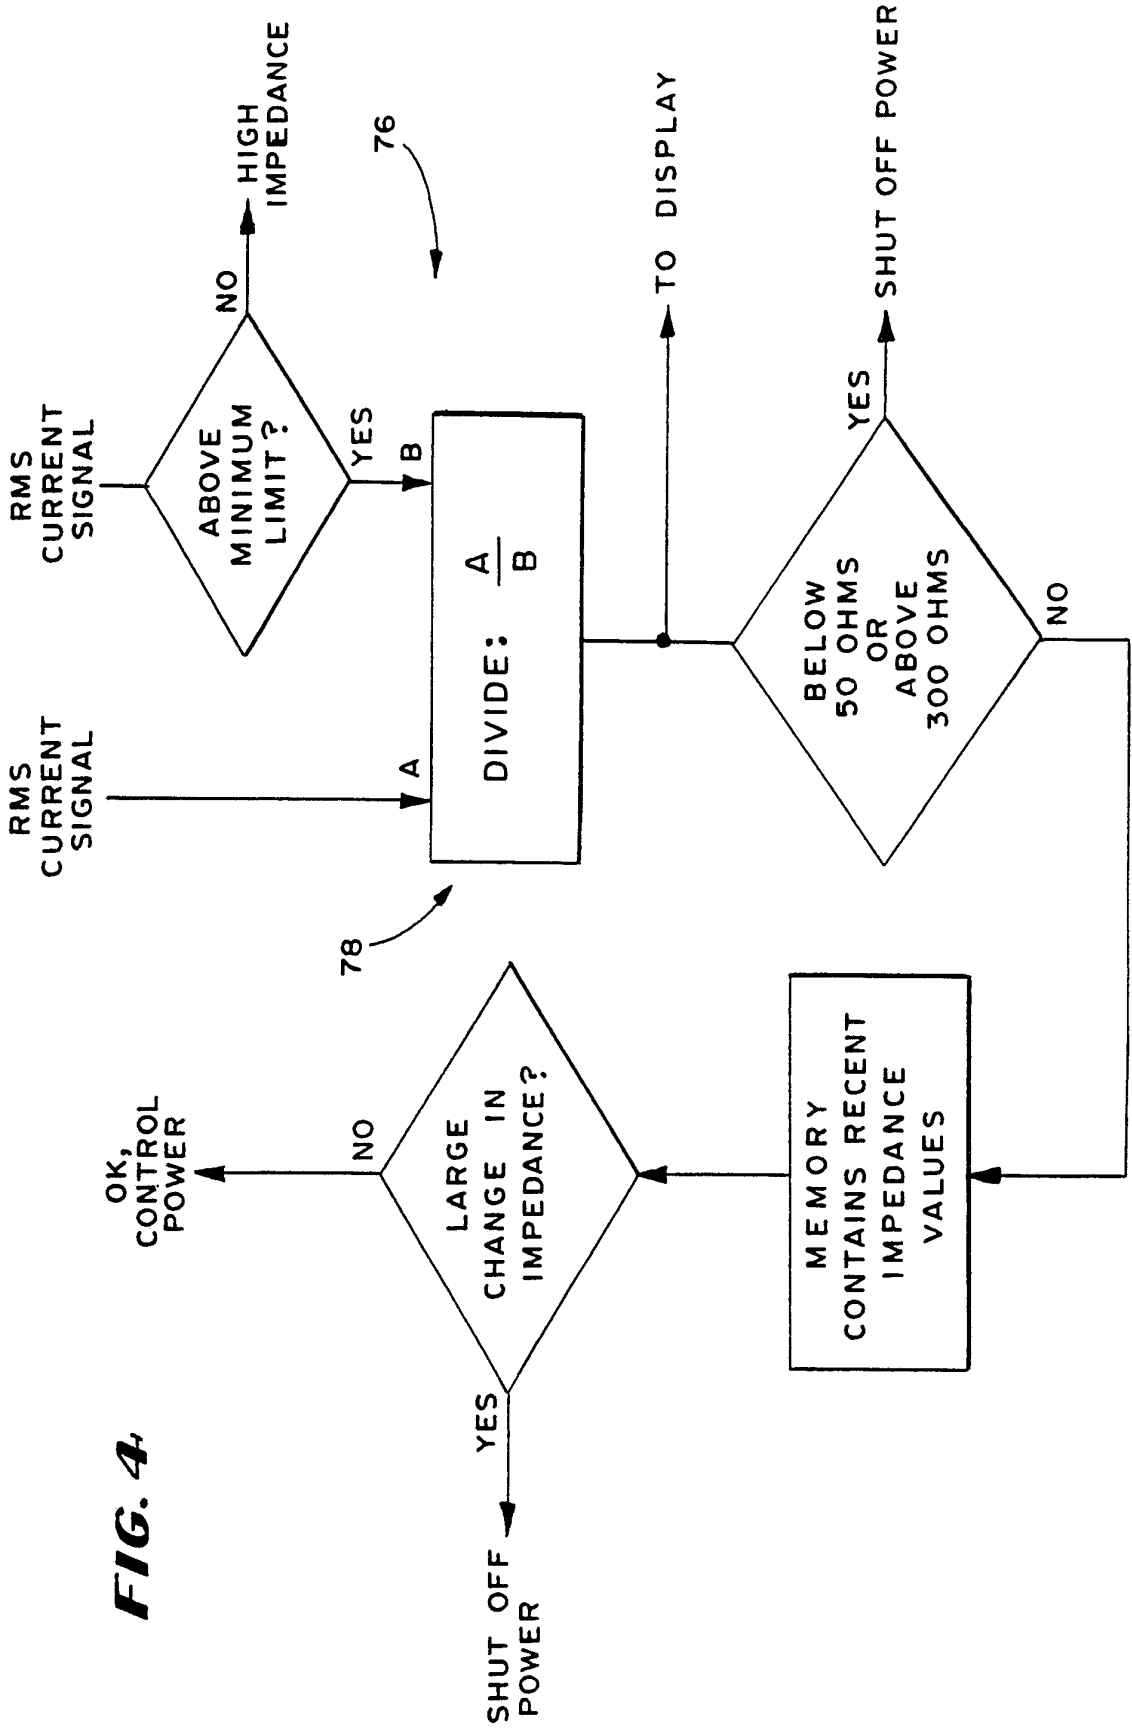 FIG. 4
RMS
CURRENT
SIGNAL
RMS
CURRENT
SIGNAL
ABOVE
MINIMUM
LIMIT?
NO
HIGH
IMPEDANCE
YES
A
B
76
78
DIVIDE: A
B
TO DISPLAY
BELOW
50 OHMS
OR
ABOVE
300 OHMS
YES
SHUT OFF POWER
NO
MEMORY
CONTAINS RECENT
IMPEDANCE
VALUES
LARGE
CHANGE IN
IMPEDANCE?
NO
OK,
CONTROL
POWER
YES
SHUT OFF
POWER